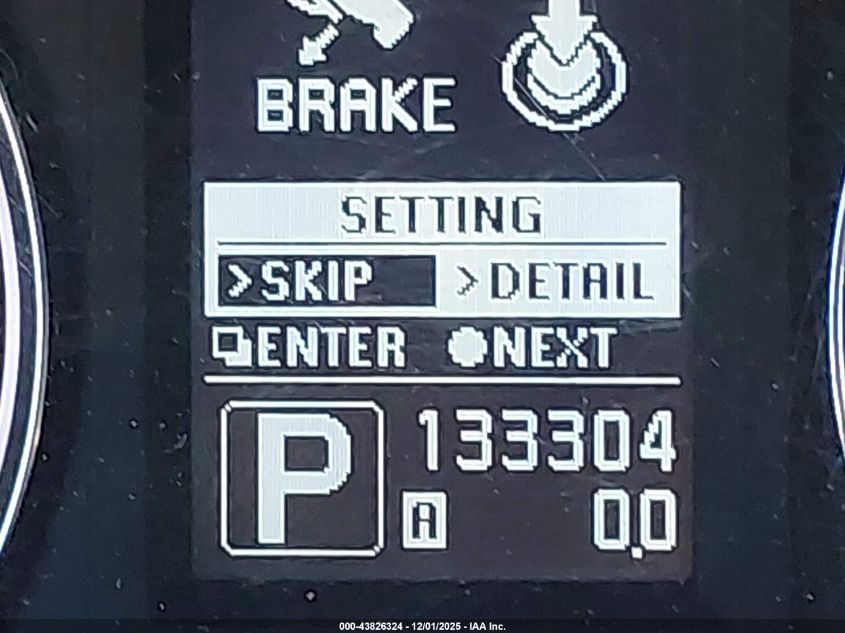 BRAKE
SETTING
>SKIP >DETAIL
ENTER NEXT
P 133304
A 0.0
000-43826324 - 12/01/2025 - IAA Inc.